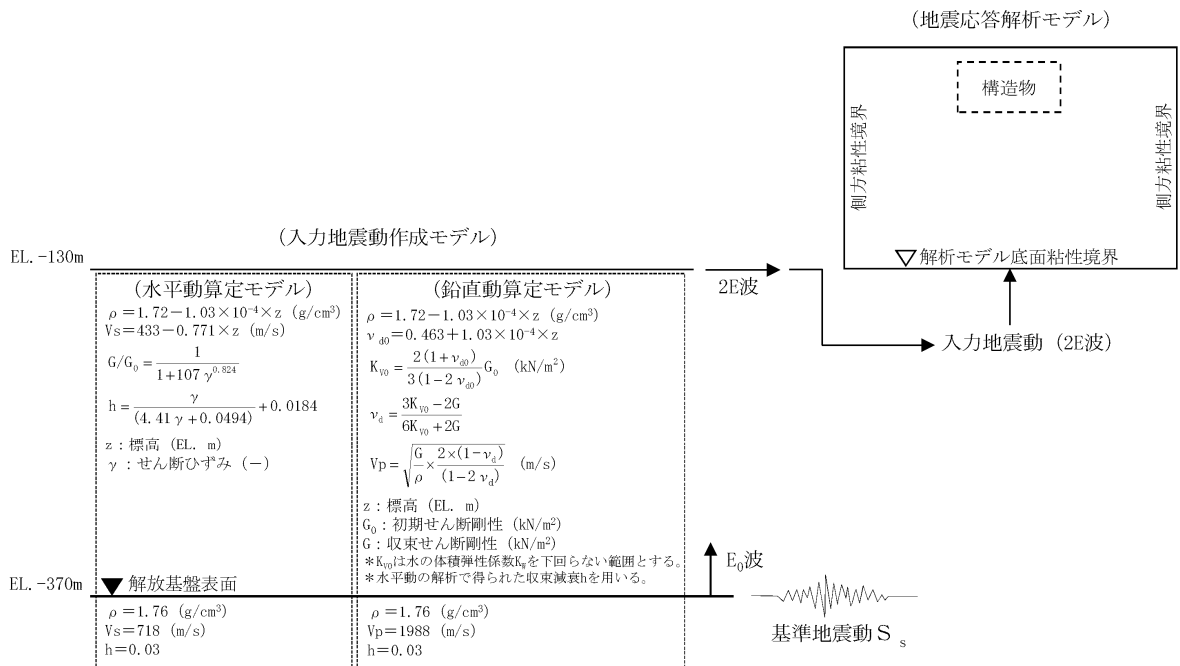 (地震応答解析モデル)
構造物
側方粘性境界
側方粘性境界
▽解析モデル底面粘性境界
(入力地震動作成モデル)
EL.-130m
2E波
入力地震動(2E波)
(水平動算定モデル)
ρ=1.72-1.03×10⁻⁴×z (g/cm³)
Vs=433-0.771×z (m/s)
G/G₀=1/(1+107γ^0.824)
h=γ/(4.41γ+0.0494)+0.0184
z:標高(EL. m)
γ:せん断ひずみ(-)
(鉛直動算定モデル)
ρ=1.72-1.03×10⁻⁴×z (g/cm³)
ν_d0=0.463+1.03×10⁻⁴×z
K_V0=2(1+ν_d0)/3(1-2ν_d0) G₀ (kN/m²)
ν_d=(3K_V0-2G)/(6K_V0+2G)
Vp=√(G/ρ×2×(1-ν_d)/(1-2ν_d)) (m/s)
z:標高(EL. m)
G₀:初期せん断剛性(kN/m²)
G:収束せん断剛性(kN/m²)
*K_V0は水の体積弾性係数K_Wを下回らない範囲とする。
*水平動の解析で得られた収束減衰hを用いる。
E₀波
EL.-370m
▼解放基盤表面
ρ=1.76 (g/cm³)
Vs=718 (m/s)
h=0.03
ρ=1.76 (g/cm³)
Vp=1988 (m/s)
h=0.03
基準地震動Ss